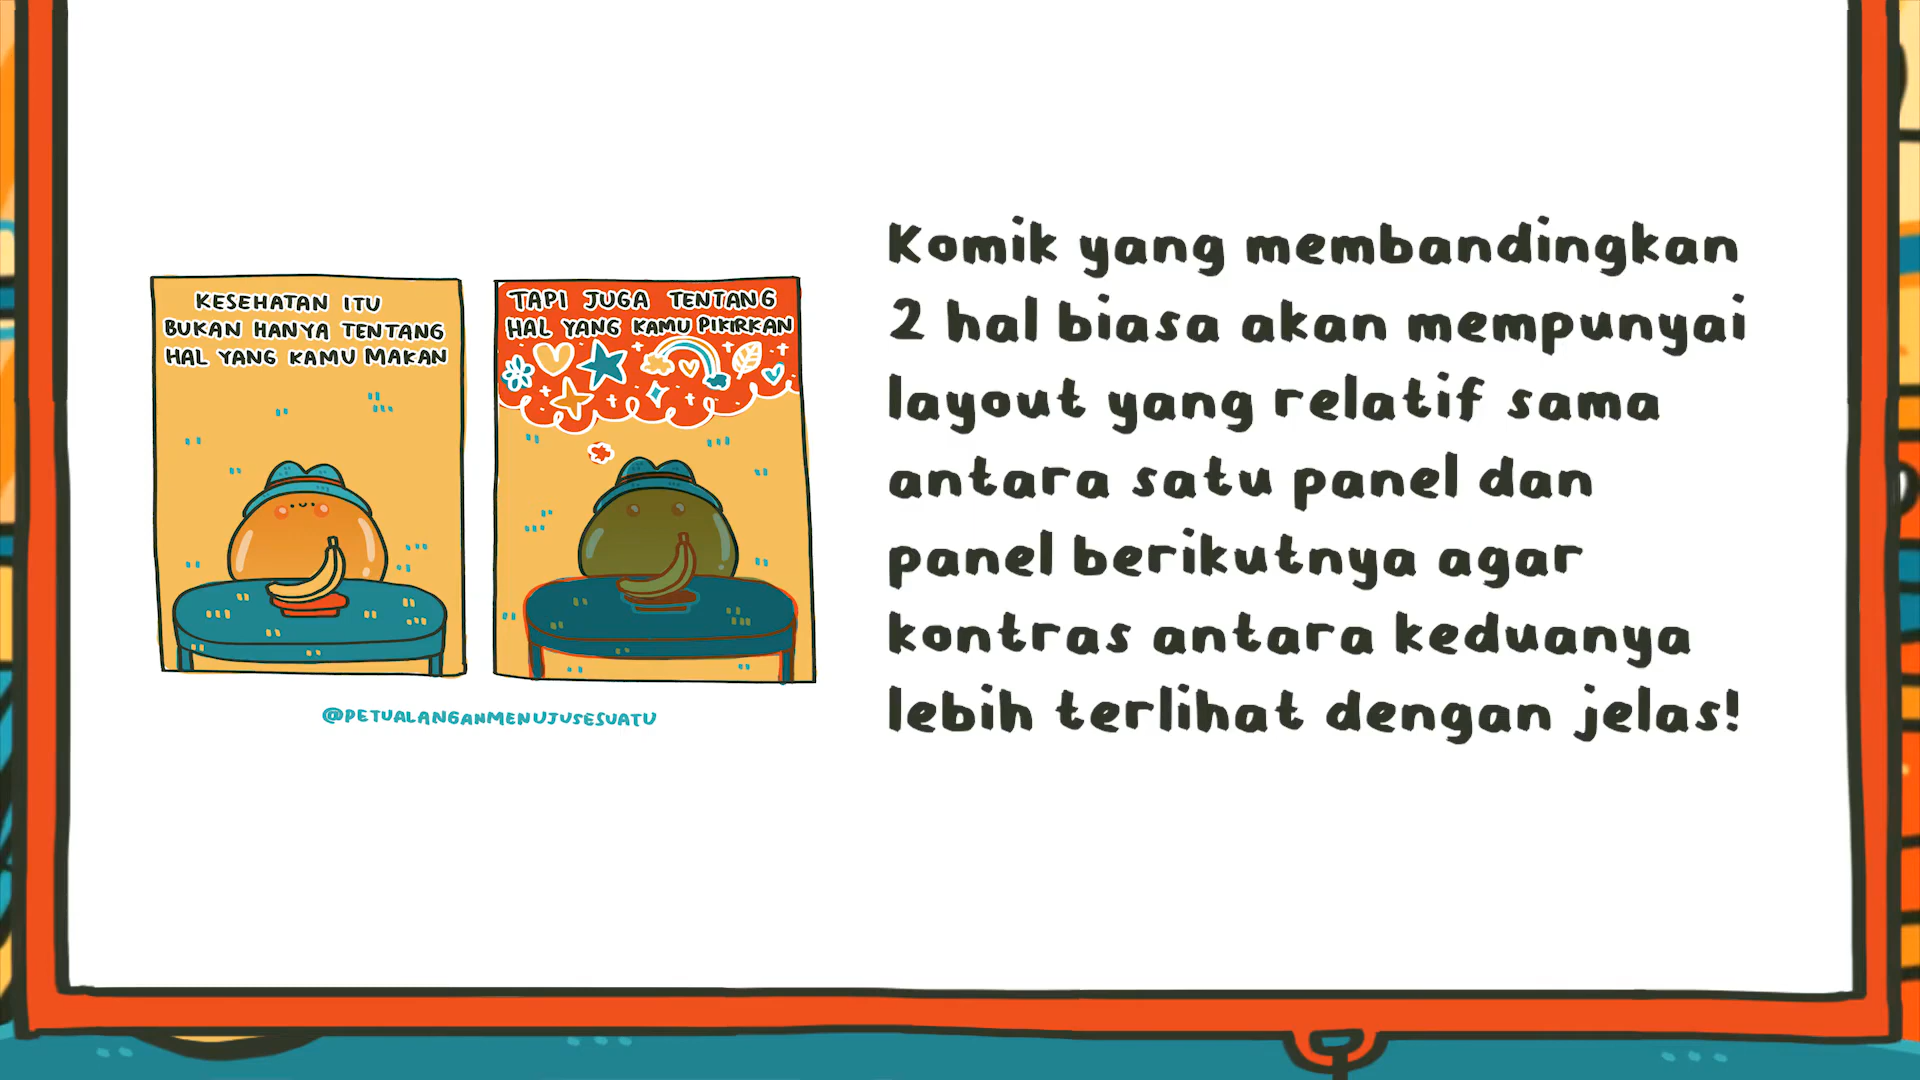 KESEHATAN ITU
BUKAN HANYA TENTANG
HAL YANG KAMU MAKAN
TAPI JUGA TENTANG
HAL YANG KAMU PIKIRKAN
@PETUALANGANMENUJUSESUATU
Komik yang membandingkan
2 hal biasa akan mempunyai
layout yang relatif sama
antara satu panel dan
panel berikutnya agar
kontras antara keduanya
lebih terlihat dengan jelas!